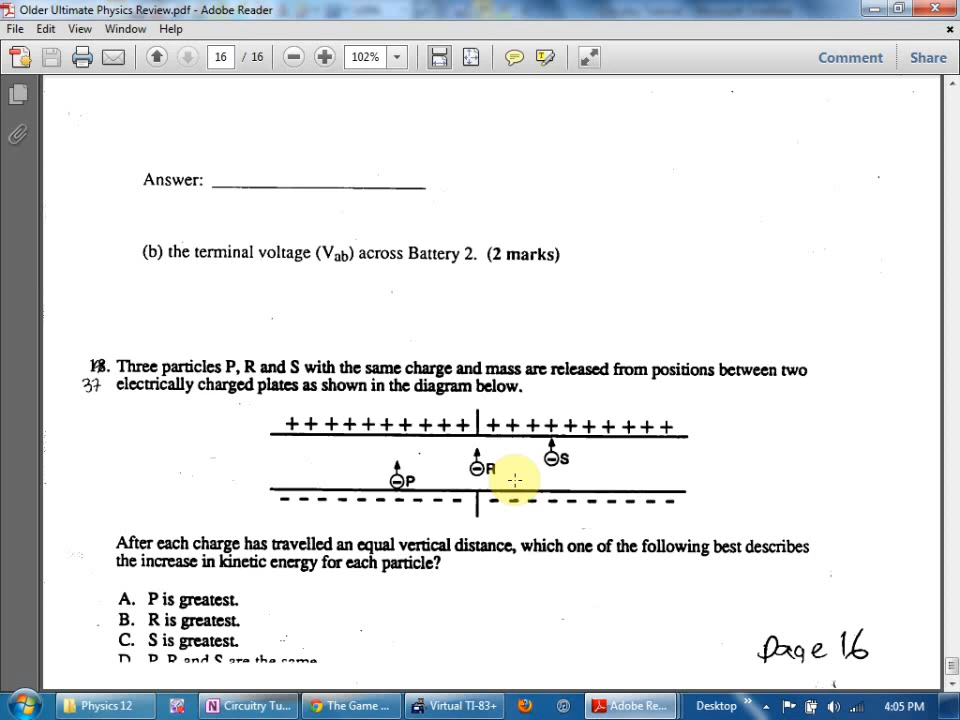 Older Ultimate Physics Review.pdf - Adobe Reader
File Edit View Window Help
16 / 16 102% Comment Share
Answer:
(b) the terminal voltage (Vab) across Battery 2. (2 marks)
18. Three particles P, R and S with the same charge and mass are released from positions between two
37 electrically charged plates as shown in the diagram below.
+ + + + + + + + + + + + + + + + + + + +
S
R
P
- - - - - - - - - - - - - - - - - - - -
After each charge has travelled an equal vertical distance, which one of the following best describes
the increase in kinetic energy for each particle?
A. P is greatest.
B. R is greatest.
C. S is greatest.
D. P, R and S are the same.
Page 16
Physics 12 Circuitry Tu... The Game ... Virtual TI-83+ Adobe Re... Desktop 4:05 PM